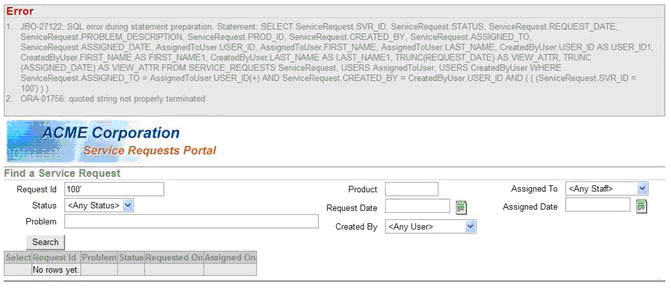 Error
1. JBO-27122: SQL error during statement preparation. Statement: SELECT ServiceRequest.SVR_ID, ServiceRequest.STATUS, ServiceRequest.REQUEST_DATE,
ServiceRequest.PROBLEM_DESCRIPTION, ServiceRequest.PROD_ID, ServiceRequest.CREATED_BY, ServiceRequest.ASSIGNED_TO,
ServiceRequest.ASSIGNED_DATE, AssignedToUser.USER_ID, AssignedToUser.FIRST_NAME, AssignedToUser.LAST_NAME, CreatedByUser.USER_ID AS USER_ID1,
CreatedByUser.FIRST_NAME AS FIRST_NAME1, CreatedByUser.LAST_NAME AS LAST_NAME1, TRUNC(REQUEST_DATE) AS VIEW_ATTR, TRUNC
(ASSIGNED_DATE) AS VIEW_ATTR FROM SERVICE_REQUESTS ServiceRequest, USERS AssignedToUser, USERS CreatedByUser WHERE
ServiceRequest.ASSIGNED_TO = AssignedToUser.USER_ID(+) AND ServiceRequest.CREATED_BY = CreatedByUser.USER_ID AND ( ( (ServiceRequest.SVR_ID =
100') ) )
2. ORA-01756: quoted string not properly terminated
ACME Corporation
Service Requests Portal
Find a Service Request
Request Id 100' Product Assigned To <Any Staff>
Status <Any Status> Request Date Assigned Date
Problem Created By <Any User>
Search
Select Request Id Problem Status Requested On Assigned On
No rows yet.